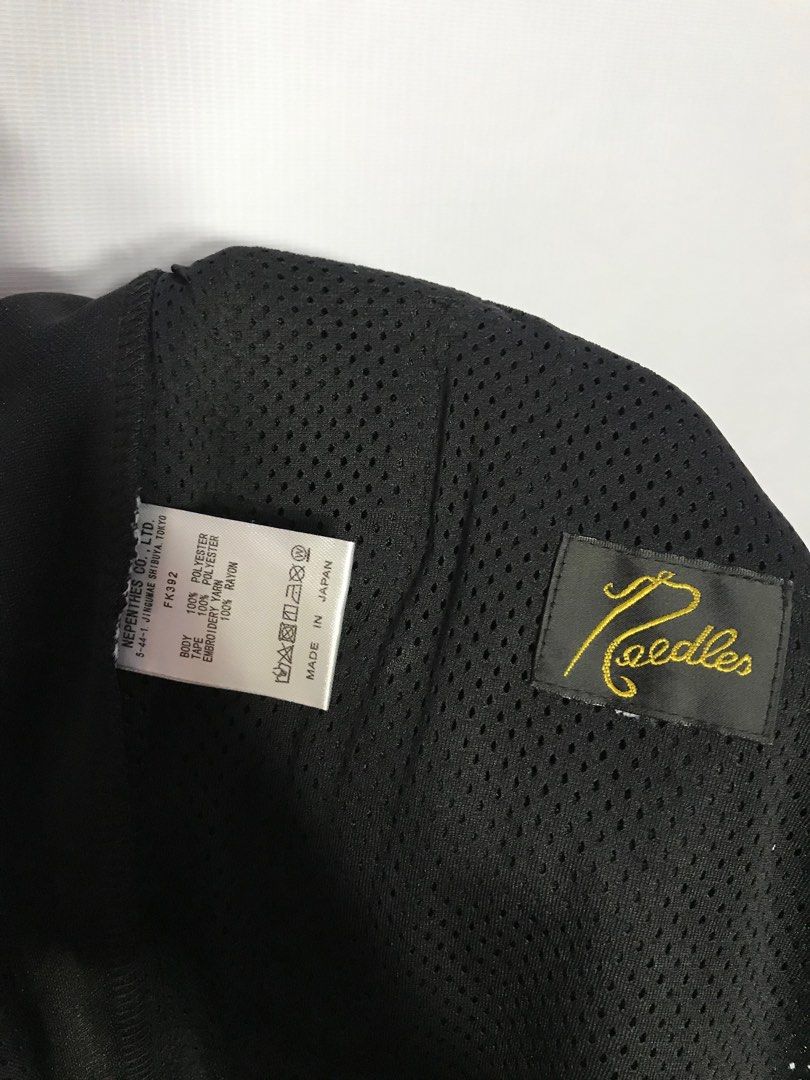 NEPENTHES CO., LTD.
5-44-1 JINGUMAE SHIBUYA, TOKYO
FK392
BODY 100% POLYESTER
TAPE 100% POLYESTER
EMBROIDERY YARN 100% RAYON
MADE IN JAPAN
Needles